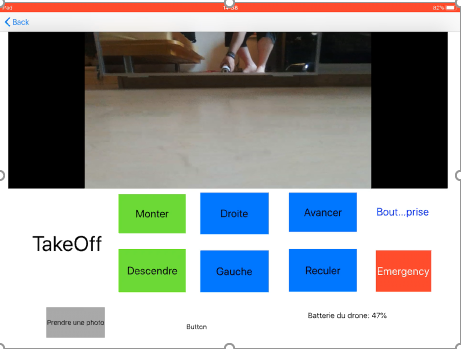 iPad 14:38 82%
Back
Monter Droite Avancer Bout...prise
TakeOff
Descendre Gauche Reculer Emergency
Prendre une photo Button Batterie du drone: 47%